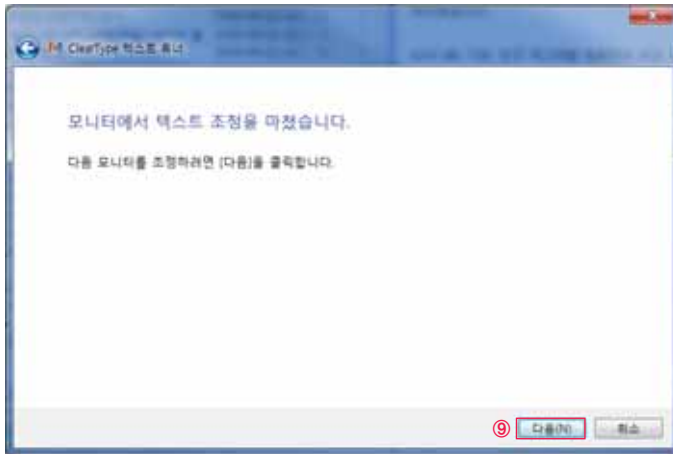 ClearType 텍스트 튜너
모니터에서 텍스트 조정을 마쳤습니다.
다음 모니터를 조정하려면 [다음]을 클릭합니다.
⑨ 다음(N) 취소